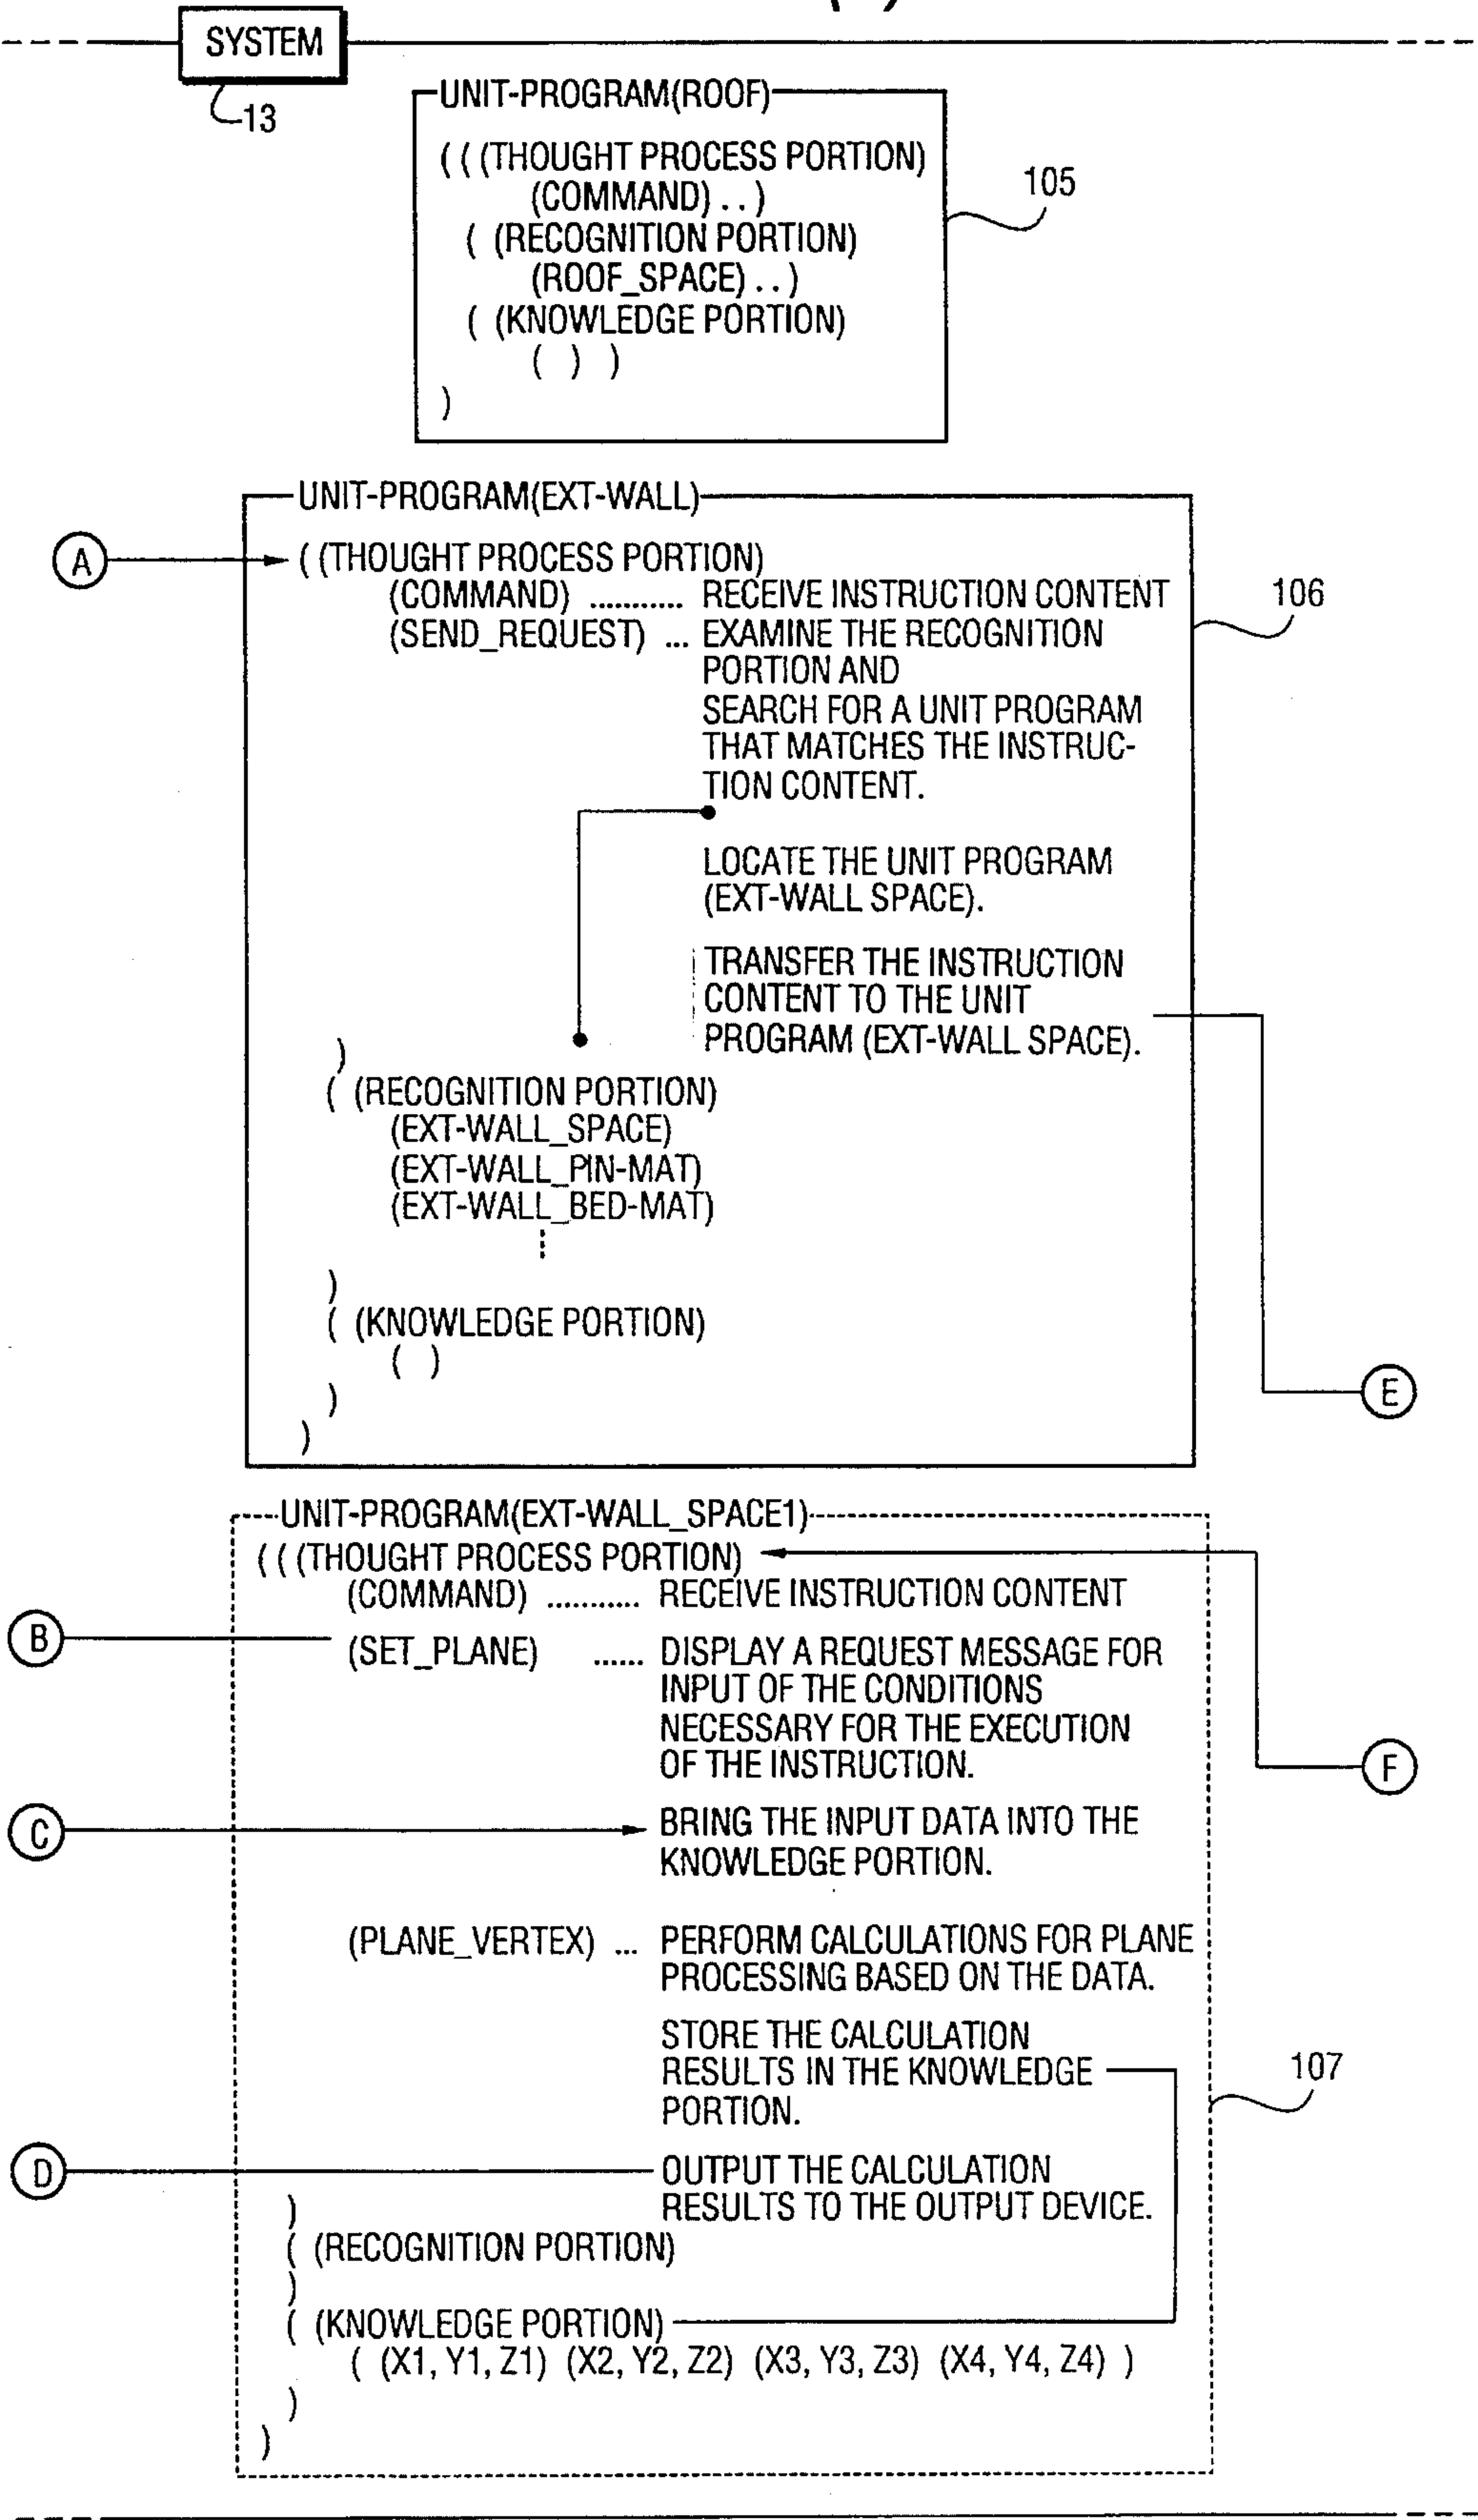 SYSTEM
13
UNIT-PROGRAM(ROOF)
( ( (THOUGHT PROCESS PORTION)
(COMMAND) . . )
( (RECOGNITION PORTION)
(ROOF_SPACE) . . )
( (KNOWLEDGE PORTION)
( ) )
)
105
UNIT-PROGRAM(EXT-WALL)
A
( (THOUGHT PROCESS PORTION)
(COMMAND) ........... RECEIVE INSTRUCTION CONTENT
(SEND_REQUEST) ... EXAMINE THE RECOGNITION
PORTION AND
SEARCH FOR A UNIT PROGRAM
THAT MATCHES THE INSTRUC-
TION CONTENT.
106
LOCATE THE UNIT PROGRAM
(EXT-WALL SPACE).
TRANSFER THE INSTRUCTION
CONTENT TO THE UNIT
PROGRAM (EXT-WALL SPACE).
)
( (RECOGNITION PORTION)
(EXT-WALL_SPACE)
(EXT-WALL_PIN-MAT)
(EXT-WALL_BED-MAT)
)
( (KNOWLEDGE PORTION)
( )
)
)
E
UNIT-PROGRAM(EXT-WALL_SPACE1)
( ( (THOUGHT PROCESS PORTION)
(COMMAND) ........... RECEIVE INSTRUCTION CONTENT
B
(SET_PLANE) ...... DISPLAY A REQUEST MESSAGE FOR
INPUT OF THE CONDITIONS
NECESSARY FOR THE EXECUTION
OF THE INSTRUCTION.
F
C
BRING THE INPUT DATA INTO THE
KNOWLEDGE PORTION.
(PLANE_VERTEX) ... PERFORM CALCULATIONS FOR PLANE
PROCESSING BASED ON THE DATA.
STORE THE CALCULATION
RESULTS IN THE KNOWLEDGE
PORTION.
107
D
OUTPUT THE CALCULATION
RESULTS TO THE OUTPUT DEVICE.
)
( (RECOGNITION PORTION)
)
( (KNOWLEDGE PORTION)
( (X1, Y1, Z1) (X2, Y2, Z2) (X3, Y3, Z3) (X4, Y4, Z4) )
)
)